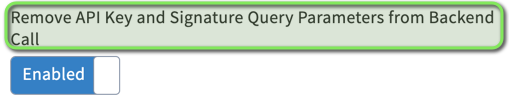 Remove API Key and Signature Query Parameters from Backend
Call
Enabled